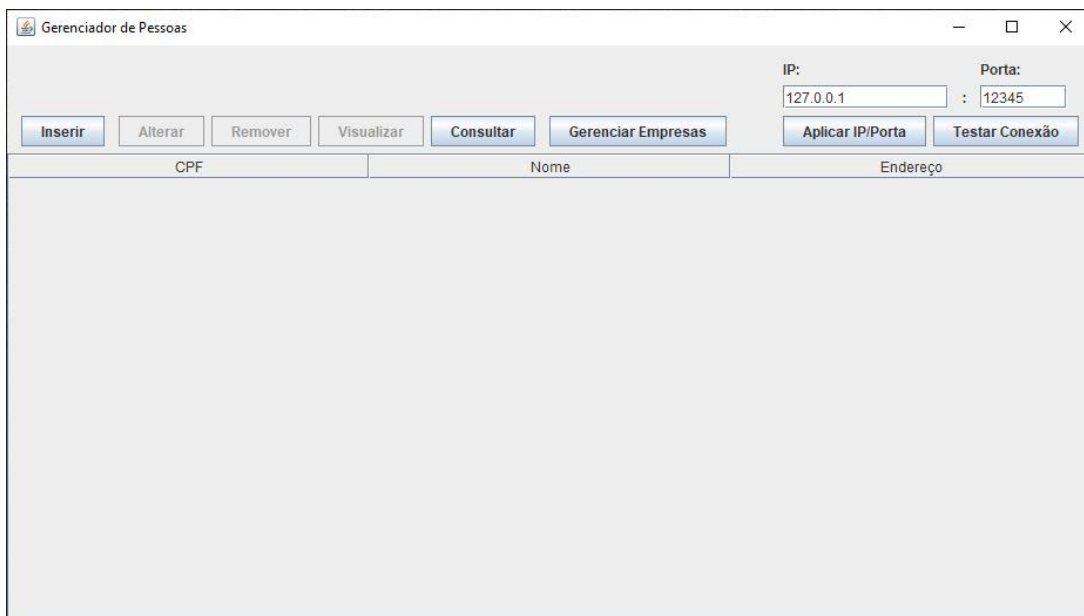 Gerenciador de Pessoas
IP: Porta:
127.0.0.1 : 12345
Inserir Alterar Remover Visualizar Consultar Gerenciar Empresas Aplicar IP/Porta Testar Conexão
CPF Nome Endereço